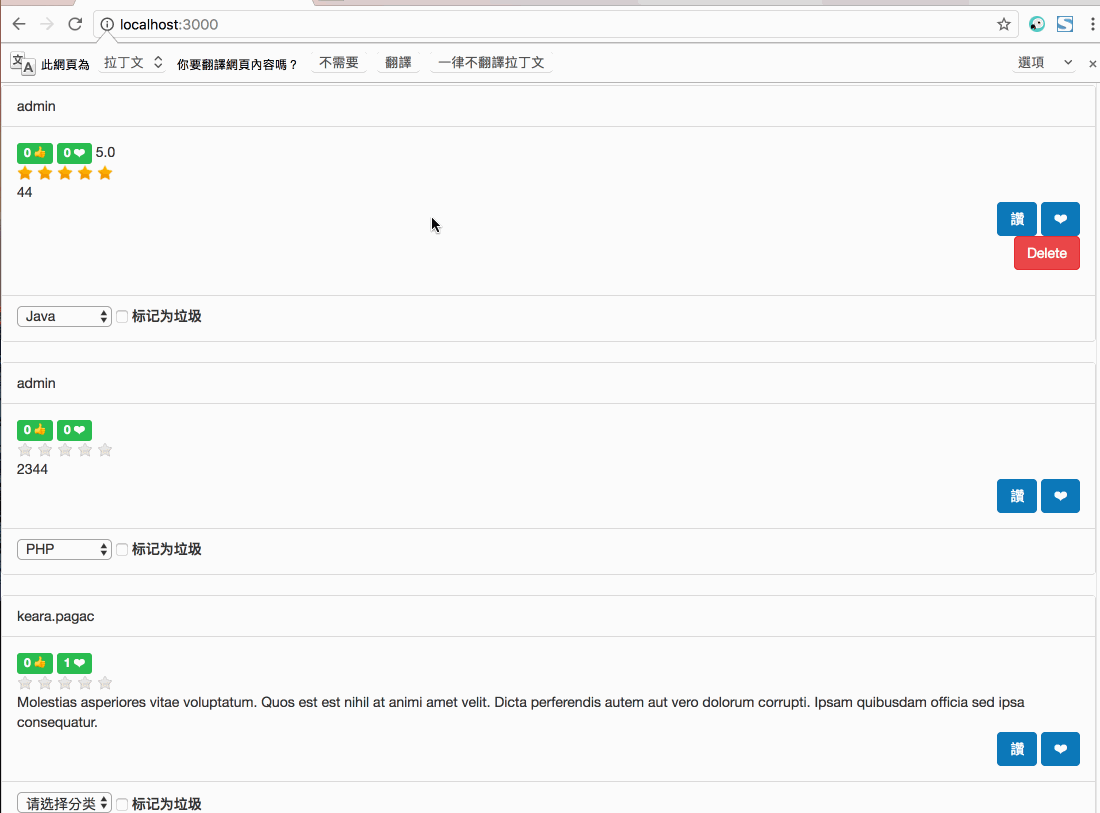 localhost:3000
文A 此網頁為 拉丁文 你要翻譯網頁內容嗎？ 不需要 翻譯 一律不翻譯拉丁文 選項 ×
admin
0👍 0❤ 5.0
44
讚 ❤
Delete
Java 标记为垃圾
admin
0👍 0❤
2344
讚 ❤
PHP 标记为垃圾
keara.pagac
0👍 1❤
Molestias asperiores vitae voluptatum. Quos est est nihil at animi amet velit. Dicta perferendis autem aut vero dolorum corrupti. Ipsam quibusdam officia sed ipsa
consequatur.
讚 ❤
请选择分类 标记为垃圾